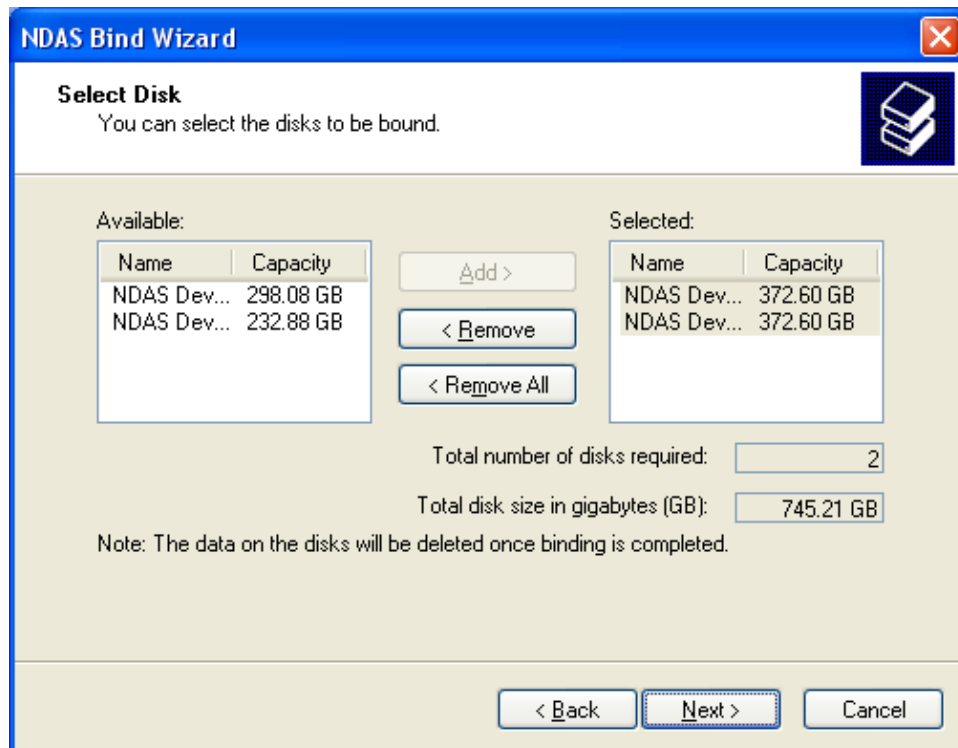 NDAS Bind Wizard
Select Disk
You can select the disks to be bound.
Available:
Name Capacity
NDAS Dev... 298.08 GB
NDAS Dev... 232.88 GB
Add >
< Remove
< Remove All
Selected:
Name Capacity
NDAS Dev... 372.60 GB
NDAS Dev... 372.60 GB
Total number of disks required: 2
Total disk size in gigabytes (GB): 745.21 GB
Note: The data on the disks will be deleted once binding is completed.
< Back Next > Cancel